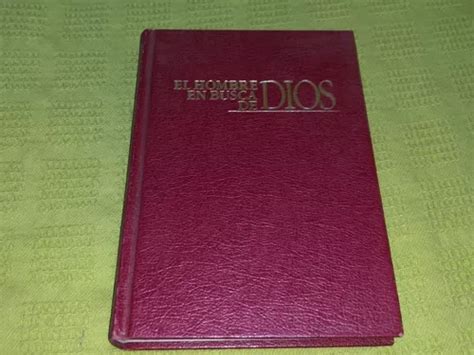 EL HOMBRE
EN BUSCA
DE DIOS